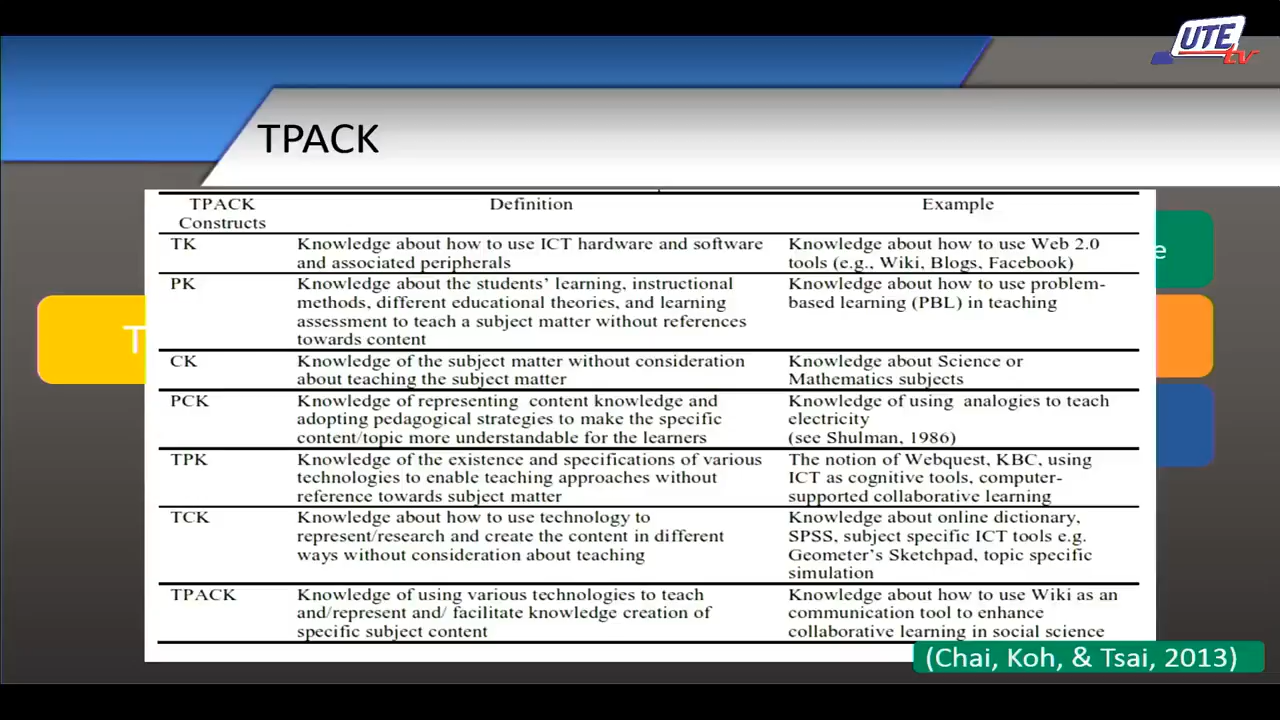 UTE
tv
TPACK
TPACK Constructs Definition Example
TK Knowledge about how to use ICT hardware and software Knowledge about how to use Web 2.0
and associated peripherals tools (e.g., Wiki, Blogs, Facebook)
PK Knowledge about the students' learning, instructional Knowledge about how to use problem-
methods, different educational theories, and learning based learning (PBL) in teaching
assessment to teach a subject matter without references
towards content
CK Knowledge of the subject matter without consideration Knowledge about Science or
about teaching the subject matter Mathematics subjects
PCK Knowledge of representing content knowledge and Knowledge of using analogies to teach
adopting pedagogical strategies to make the specific electricity
content/topic more understandable for the learners (see Shulman, 1986)
TPK Knowledge of the existence and specifications of various The notion of Webquest, KBC, using
technologies to enable teaching approaches without ICT as cognitive tools, computer-
reference towards subject matter supported collaborative learning
TCK Knowledge about how to use technology to Knowledge about online dictionary,
represent/research and create the content in different SPSS, subject specific ICT tools e.g.
ways without consideration about teaching Geometer's Sketchpad, topic specific
simulation
TPACK Knowledge of using various technologies to teach Knowledge about how to use Wiki as an
and/represent and/ facilitate knowledge creation of communication tool to enhance
specific subject content collaborative learning in social science
(Chai, Koh, & Tsai, 2013)